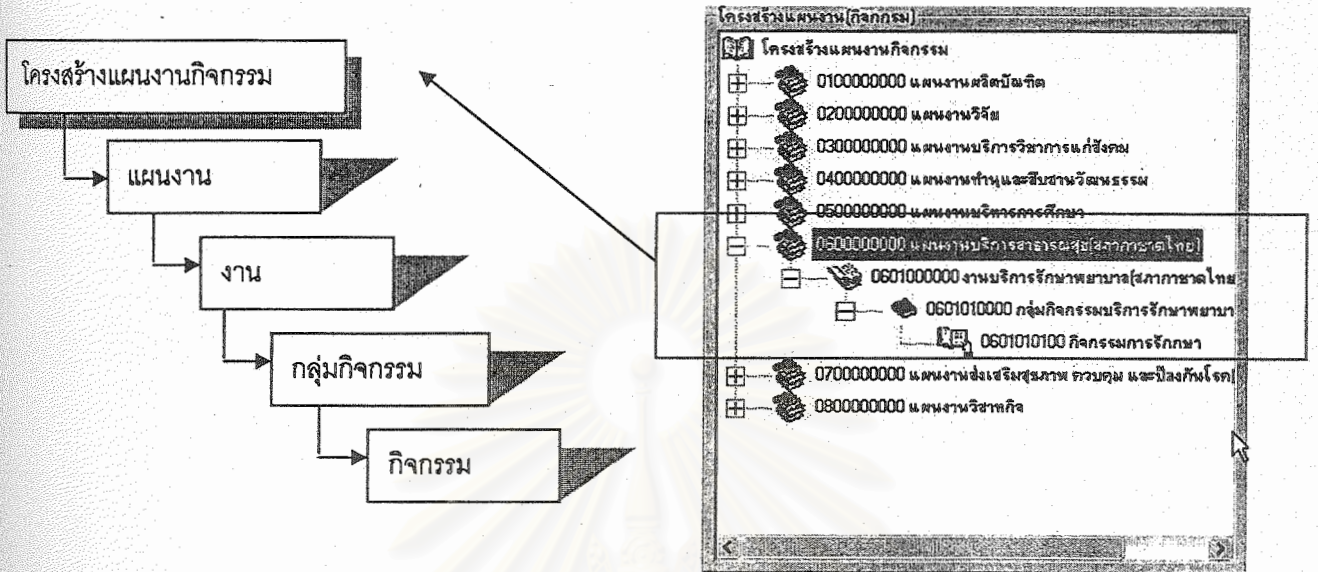 โครงสร้างแผนงานกิจกรรม
แผนงาน
งาน
กลุ่มกิจกรรม
กิจกรรม
โครงสร้างแผนงาน(กิจกกรม)
โครงสร้างแผนงานกิจกรรม
0100000000 แผนงานผลิตบัณฑิต
0200000000 แผนงานวิจัย
0300000000 แผนงานบริการวิชาการแก่สังคม
0400000000 แผนงานทำนุและสืบสานวัฒนธรรม
0500000000 แผนงานบริหารการศึกษา
0600000000 แผนงานบริการสาธารณสุข(สภากาชาดไทย)
0601000000 งานบริการรักษาพยาบาล(สภากาชาดไทย
0601010000 กลุ่มกิจกรรมบริการรักษาพยาบา
0601010100 กิจกรรมการรักกษา
0700000000 แผนงานส่งเสริมสุขภาพ ควบคุม และป้องกันโรค(
0800000000 แผนงานวิสาหกิจ